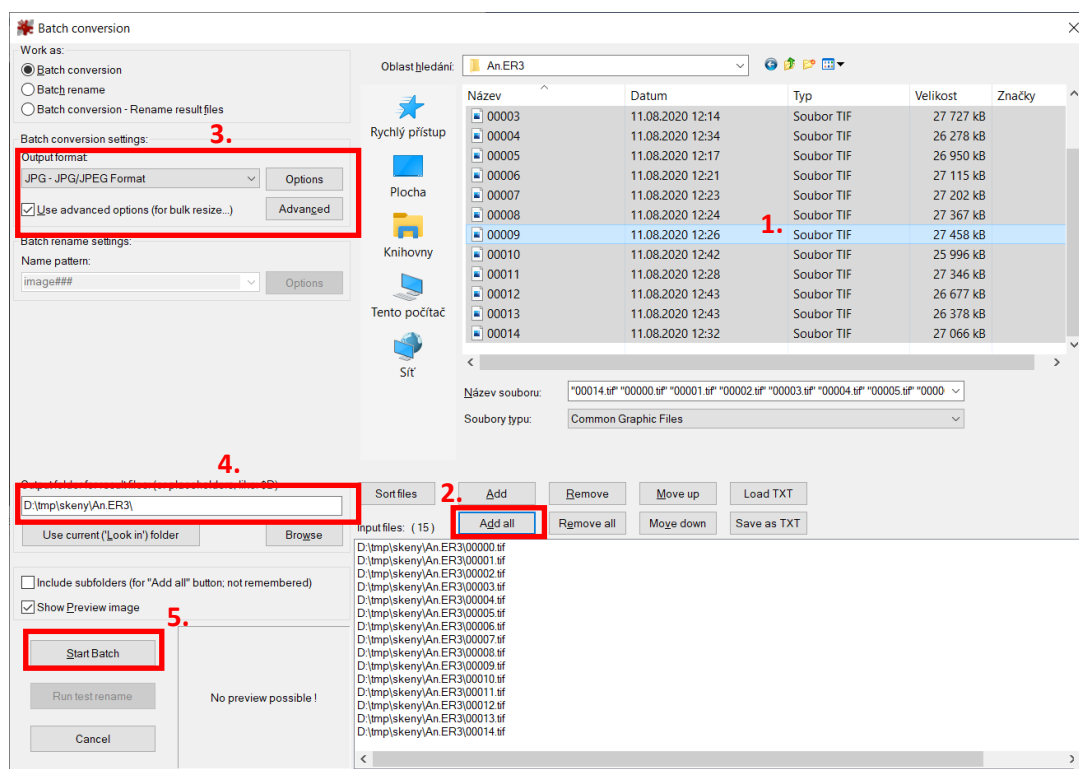 Batch conversion
Work as:
Batch conversion
Batch rename
Batch conversion - Rename result files
3.
Batch conversion settings:
Output format:
JPG - JPG/JPEG Format
Options
Use advanced options (for bulk resize...)
Advanced
Batch rename settings:
Name pattern:
image###
Options
Oblast hledání:
An.ER3
Rychlý přístup
Plocha
Knihovny
Tento počítač
Síť
Název Datum Typ Velikost Značky
00003 11.08.2020 12:14 Soubor TIF 27 727 kB
00004 11.08.2020 12:34 Soubor TIF 26 278 kB
00005 11.08.2020 12:17 Soubor TIF 26 950 kB
00006 11.08.2020 12:21 Soubor TIF 27 115 kB
00007 11.08.2020 12:23 Soubor TIF 27 202 kB
00008 11.08.2020 12:24 Soubor TIF 27 367 kB
00009 11.08.2020 12:26 1. Soubor TIF 27 458 kB
00010 11.08.2020 12:42 Soubor TIF 25 996 kB
00011 11.08.2020 12:28 Soubor TIF 27 346 kB
00012 11.08.2020 12:43 Soubor TIF 26 677 kB
00013 11.08.2020 12:43 Soubor TIF 26 378 kB
00014 11.08.2020 12:32 Soubor TIF 27 066 kB
Název souboru: "00014.tif" "00000.tif" "00001.tif" "00002.tif" "00003.tif" "00004.tif" "00005.tif" "0000
Soubory typu: Common Graphic Files
4.
Output folder for result files: (or placeholders, like $D)
D:\tmp\skeny\An.ER3\
Use current ('Look in') folder
Browse
Include subfolders (for "Add all" button; not remembered)
Show Preview image
5.
Start Batch
Run test rename
Cancel
No preview possible !
Sort files 2. Add Remove Move up Load TXT
Input files: ( 15 ) Add all Remove all Move down Save as TXT
D:\tmp\skeny\An.ER3\00000.tif
D:\tmp\skeny\An.ER3\00001.tif
D:\tmp\skeny\An.ER3\00002.tif
D:\tmp\skeny\An.ER3\00003.tif
D:\tmp\skeny\An.ER3\00004.tif
D:\tmp\skeny\An.ER3\00005.tif
D:\tmp\skeny\An.ER3\00006.tif
D:\tmp\skeny\An.ER3\00007.tif
D:\tmp\skeny\An.ER3\00008.tif
D:\tmp\skeny\An.ER3\00009.tif
D:\tmp\skeny\An.ER3\00010.tif
D:\tmp\skeny\An.ER3\00011.tif
D:\tmp\skeny\An.ER3\00012.tif
D:\tmp\skeny\An.ER3\00013.tif
D:\tmp\skeny\An.ER3\00014.tif